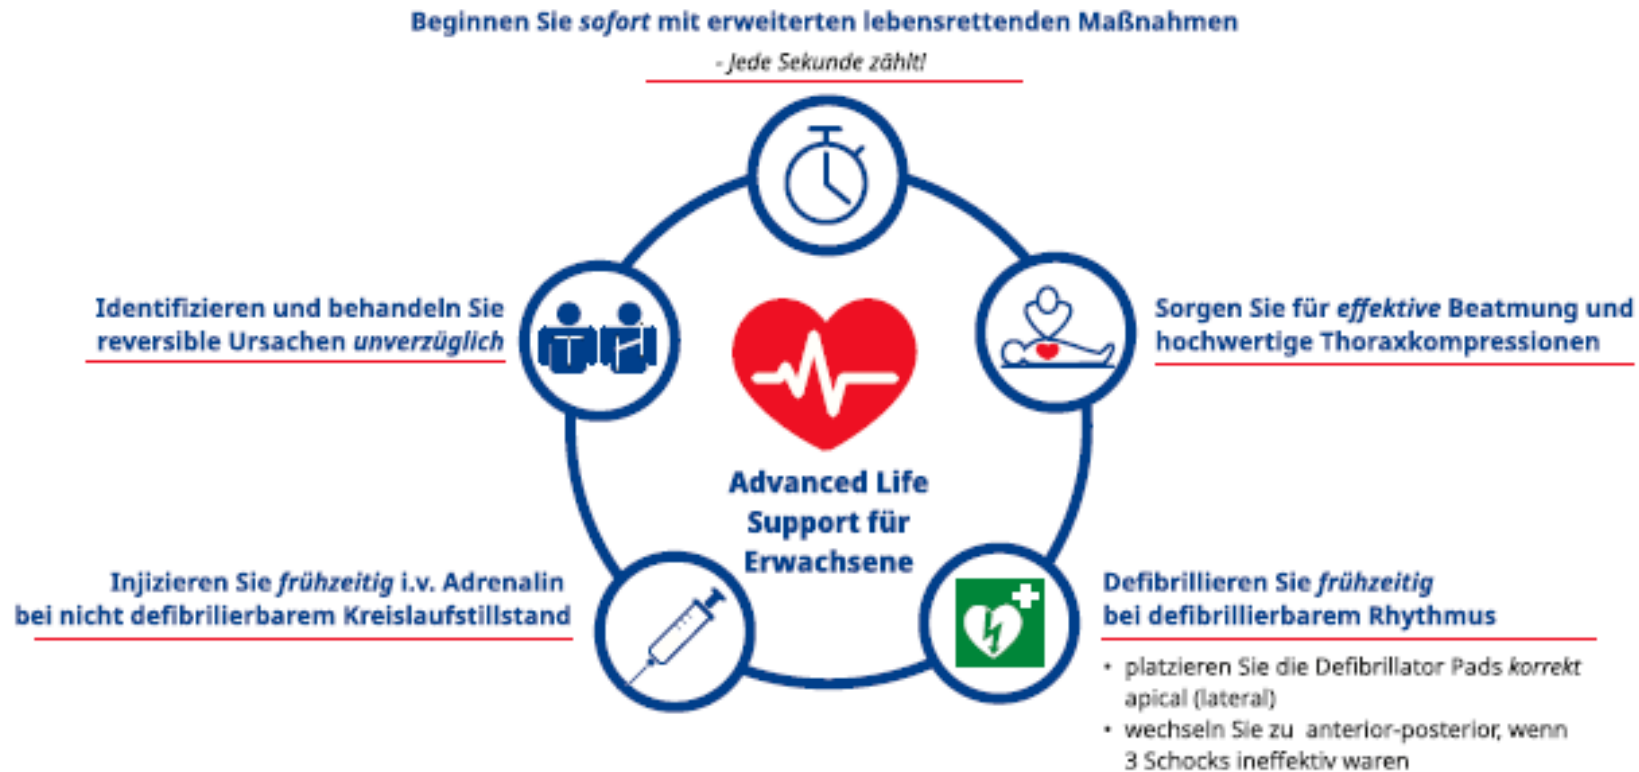 Beginnen Sie sofort mit erweiterten lebensrettenden Maßnahmen
- Jede Sekunde zählt!
Identifizieren und behandeln Sie
reversible Ursachen unverzüglich
Sorgen Sie für effektive Beatmung und
hochwertige Thoraxkompressionen
Advanced Life
Support für
Erwachsene
Injizieren Sie frühzeitig i.v. Adrenalin
bei nicht defibrilierbarem Kreislaufstillstand
Defibrillieren Sie frühzeitig
bei defibrillierbarem Rhythmus
• platzieren Sie die Defibrillator Pads korrekt
apical (lateral)
• wechseln Sie zu anterior-posterior, wenn
3 Schocks ineffektiv waren